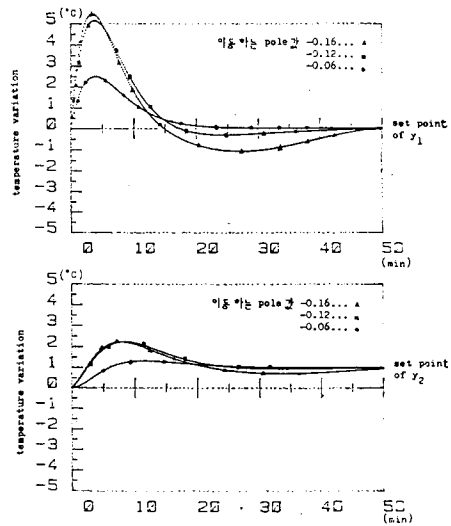 5 (°C)
4
3
2
1
0
-1
-2
-3
-4
-5
temperature variation
이동하는 pole 값 -0.16... ▲
-0.12... ■
-0.06... ●
set point
of y1
0 10 20 30 40 50
(min)
5 (°C)
4
3
2
1
0
-1
-2
-3
-4
-5
temperature variation
이동하는 pole 값 -0.16... ▲
-0.12... ■
-0.06... ●
set point
of y2
0 10 20 30 40 50
(min)